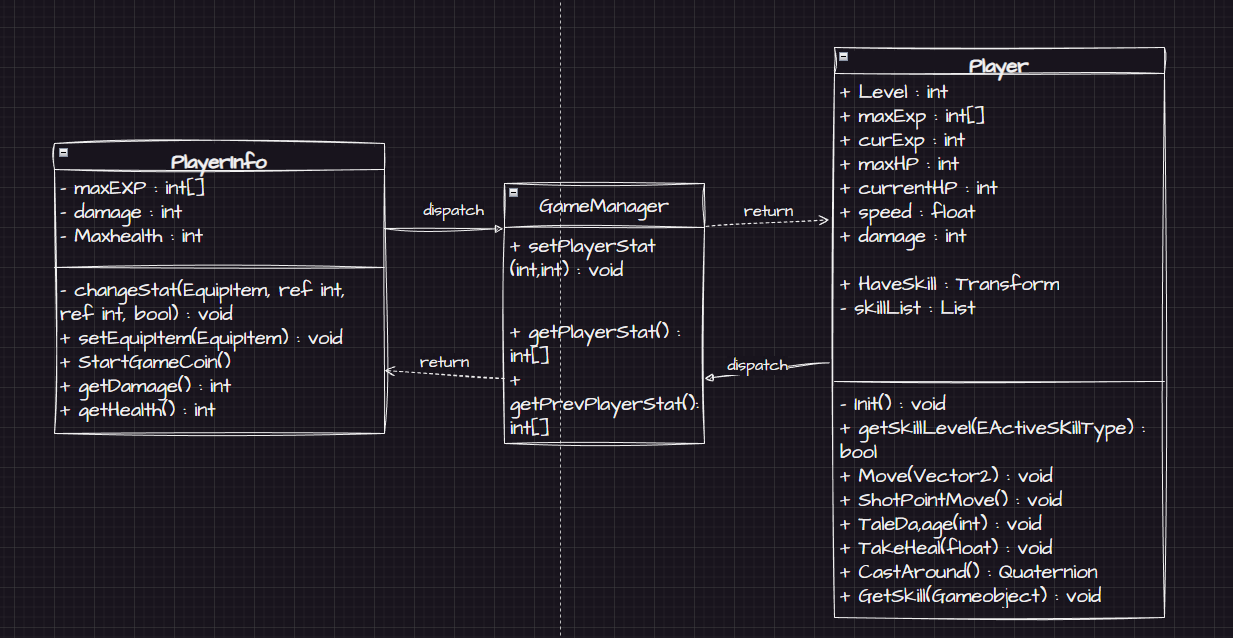 PlayerInfo
- maxEXP : int[]
- damage : int
- Maxhealth : int
- changeStat(EquipItem, ref int,
ref int, bool) : void
+ setEquipItem(EquipItem) : void
+ StartGameCoin()
+ getDamage() : int
+ getHealth() : int
dispatch
return
GameManager
+ setPlayerStat
(int,int) : void
+ getPlayerStat() :
int[]
+
getPrevPlayerStat():
int[]
return
dispatch
Player
+ Level : int
+ maxExp : int[]
+ curExp : int
+ maxHP : int
+ currentHP : int
+ speed : float
+ damage : int
+ HaveSkill : Transform
- skillList : List
- Init() : void
+ getSkillLevel(EActiveSKillType) :
bool
+ Move(Vector2) : void
+ ShotPointMove() : void
+ TaleDa,age(int) : void
+ TakeHeal(float) : void
+ CastAround() : Quaternion
+ GetSkill(Gameobject) : void